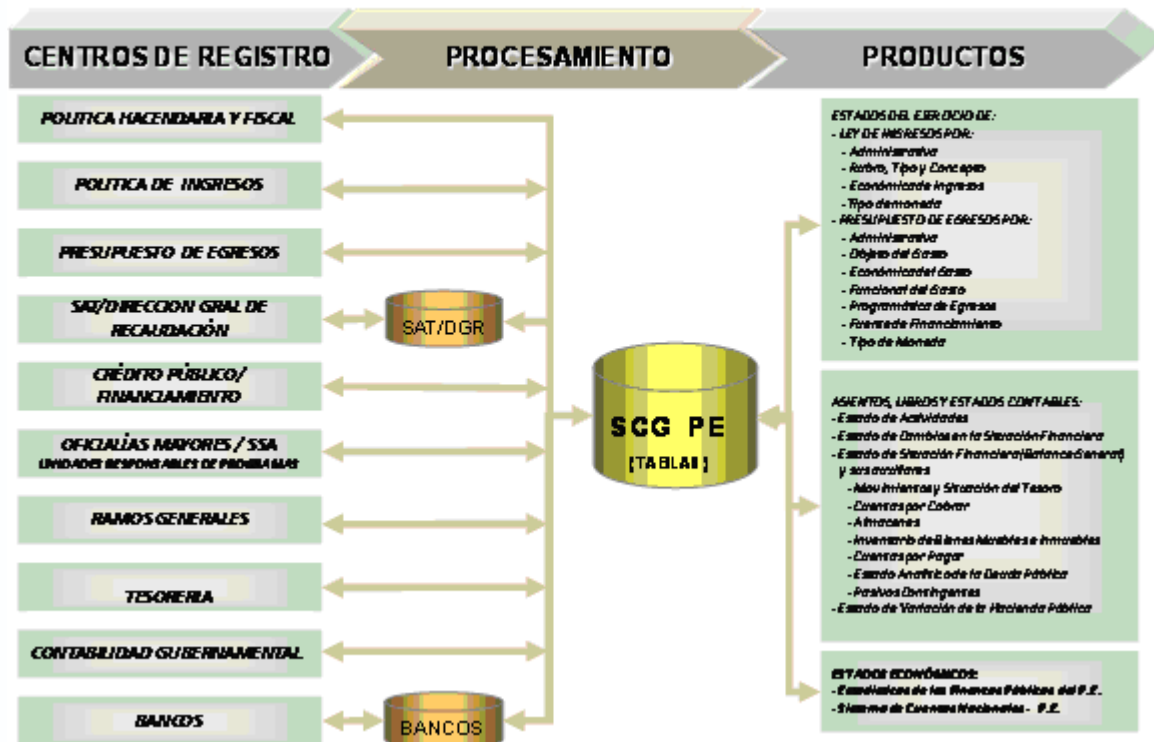 CENTROS DE REGISTRO
PROCESAMIENTO
PRODUCTOS
POLITICA HACENDARIA Y FISCAL
POLITICA DE INGRESOS
PRESUPUESTO DE EGRESOS
SAT/DIRECCION GRAL DE
RECAUDACIÓN
CRÉDITO PÚBLICO/
FINANCIAMIENTO
OFICIALÍAS MAYORES / SSA
UNIDADES RESPONSABLES DE PROGRAMAS
RAMOS GENERALES
TESORERIA
CONTABILIDAD GUBERNAMENTAL
BANCOS
SAT/DGR
BANCOS
SCG PE
(TABLAS)
ESTADOS DEL EJERCICIO DE:
- LEY DE INGRESOS POR:
- Administrativa
- Rubro, Tipo y Concepto
- Económica de Ingresos
- Tipo de moneda
- PRESUPUESTO DE EGRESOS POR:
- Administrativa
- Objeto del Gasto
- Económica del Gasto
- Funcional del Gasto
- Programática de Egresos
- Fuente de Financiamiento
- Tipo de Moneda
ASIENTOS, LIBROS Y ESTADOS CONTABLES:
- Estado de Actividades
- Estado de Cambios en la Situación Financiera
- Estado de Situación Financiera (Balance General)
y sus auxiliares
- Movimientos y Situación del Tesoro
- Cuentas por Cobrar
- Almacenes
- Inventario de Bienes Muebles e Inmuebles
- Cuentas por Pagar
- Estado Analítico de la Deuda Pública
- Pasivos Contingentes
- Estado de Variación de la Hacienda Pública
ESTADOS ECONÓMICOS:
- Estadísticas de las Finanzas Públicas del P.E.
- Sistema de Cuentas Nacionales - P.E.